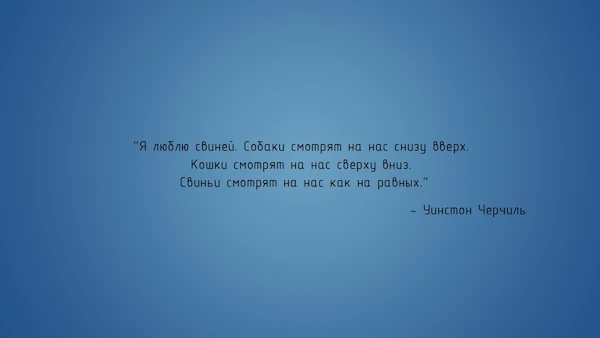 "Я люблю свиней. Собаки смотрят на нас снизу вверх.
Кошки смотрят на нас сверху вниз.
Свиньи смотрят на нас как на равных."
- Уинстон Черчиль